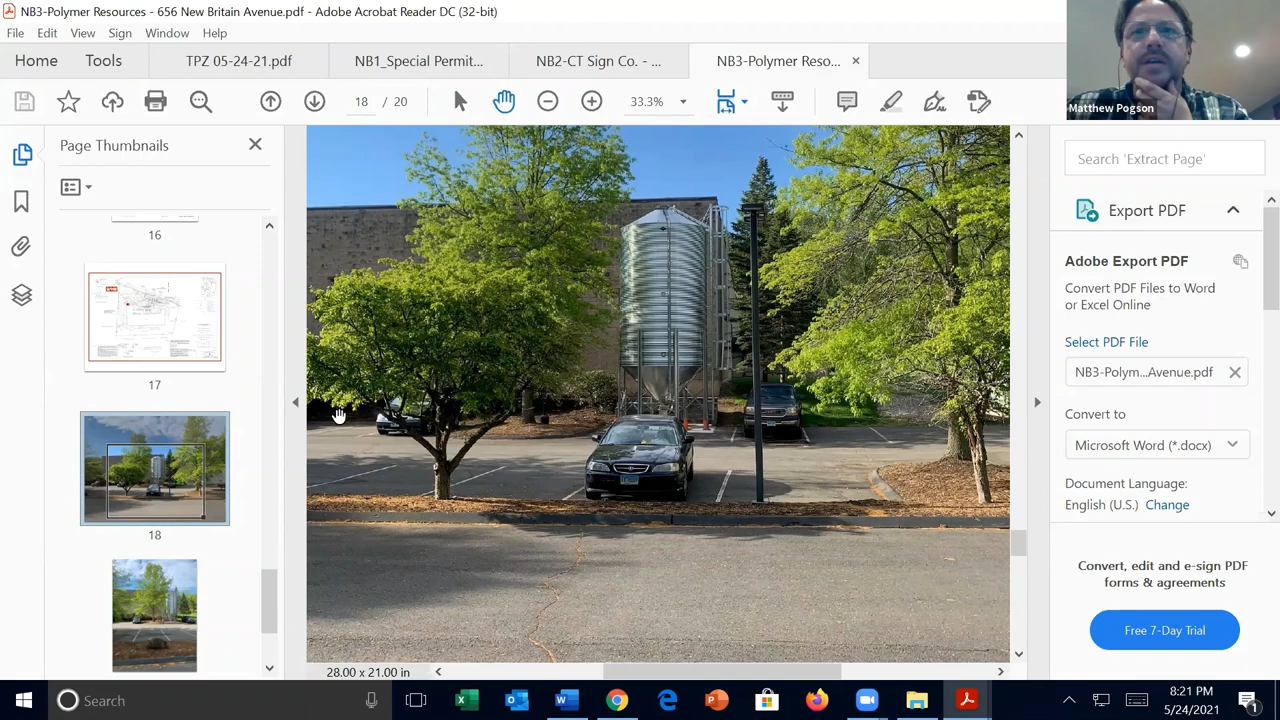 NB3-Polymer Resources - 656 New Britain Avenue.pdf - Adobe Acrobat Reader DC (32-bit)
File Edit View Sign Window Help
Home Tools TPZ 05-24-21.pdf NB1_Special Permit... NB2-CT Sign Co. - ... NB3-Polymer Reso...
Matthew Pogson
18 / 20 33.3%
Page Thumbnails
16
17
18
28.00 x 21.00 in
Search 'Extract Page'
Export PDF
Adobe Export PDF
Convert PDF Files to Word
or Excel Online
Select PDF File
NB3-Polym...Avenue.pdf
Convert to
Microsoft Word (*.docx)
Document Language:
English (U.S.) Change
Convert, edit and e-sign PDF
forms & agreements
Free 7-Day Trial
Search
8:21 PM
5/24/2021
1